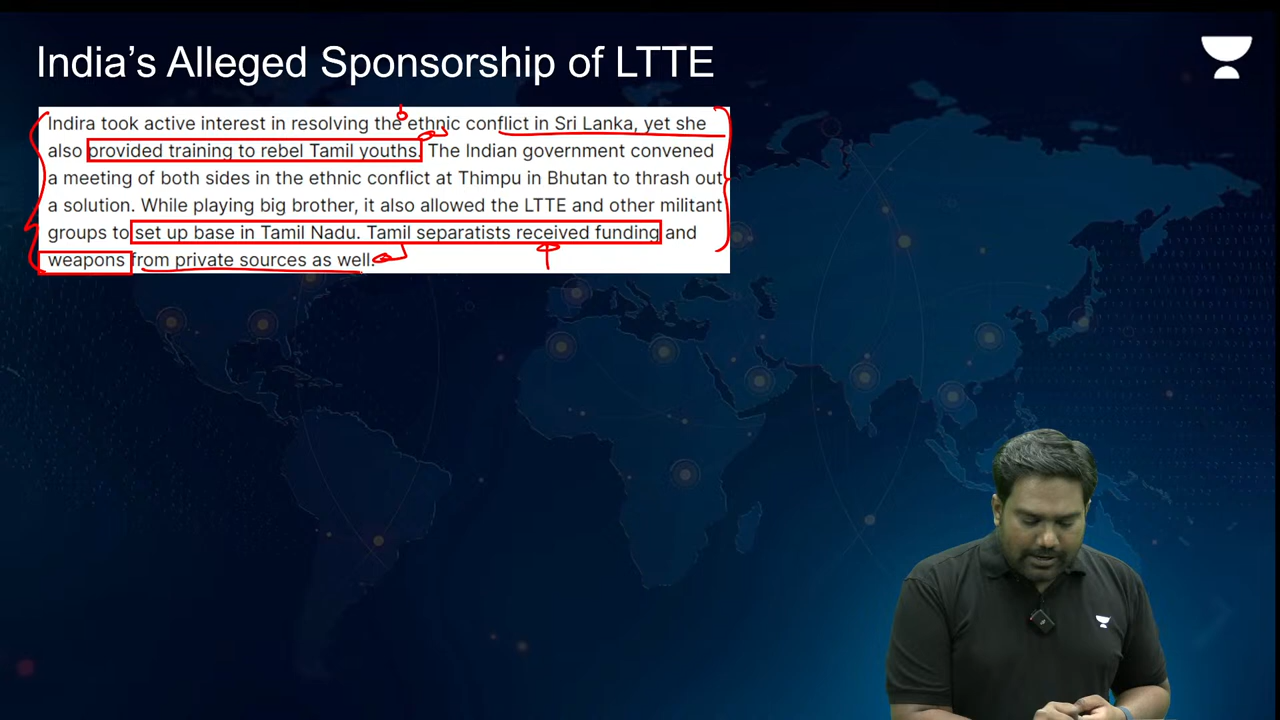 India’s Alleged Sponsorship of LTTE
Indira took active interest in resolving the ethnic conflict in Sri Lanka, yet she
also provided training to rebel Tamil youths. The Indian government convened
a meeting of both sides in the ethnic conflict at Thimpu in Bhutan to thrash out
a solution. While playing big brother, it also allowed the LTTE and other militant
groups to set up base in Tamil Nadu. Tamil separatists received funding and
weapons from private sources as well.